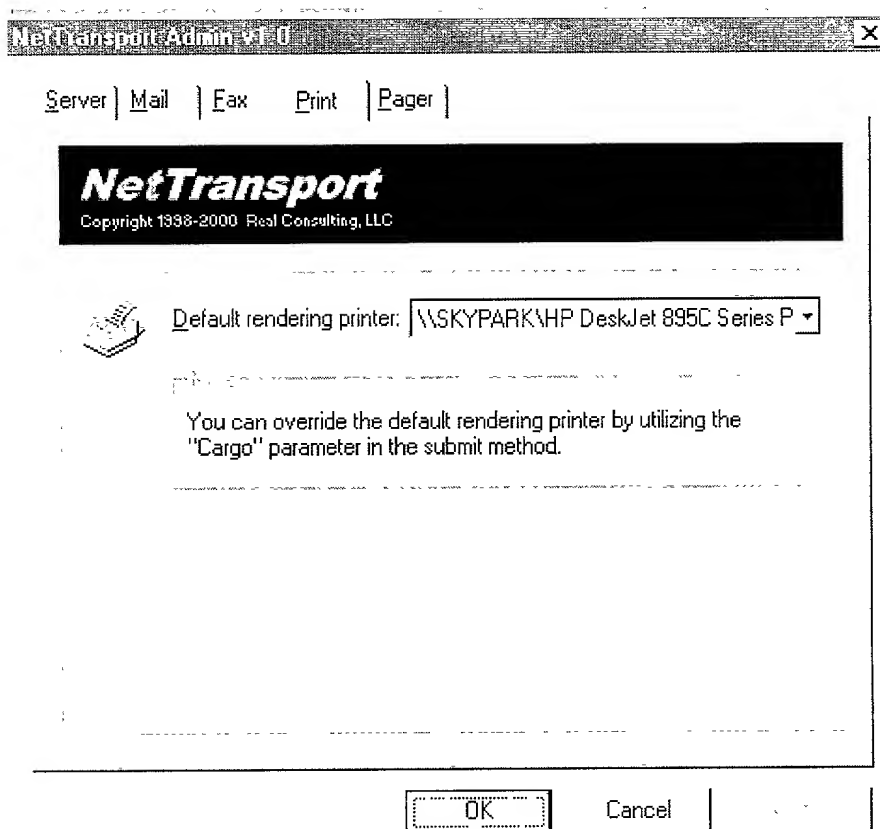 NetTransport Admin v1.0
Server Mail Fax Print Pager
NetTransport
Copyright 1998-2000 Real Consulting, LLC
Default rendering printer: \\SKYPARK\HP DeskJet 895C Series P
You can override the default rendering printer by utilizing the
"Cargo" parameter in the submit method.
OK Cancel